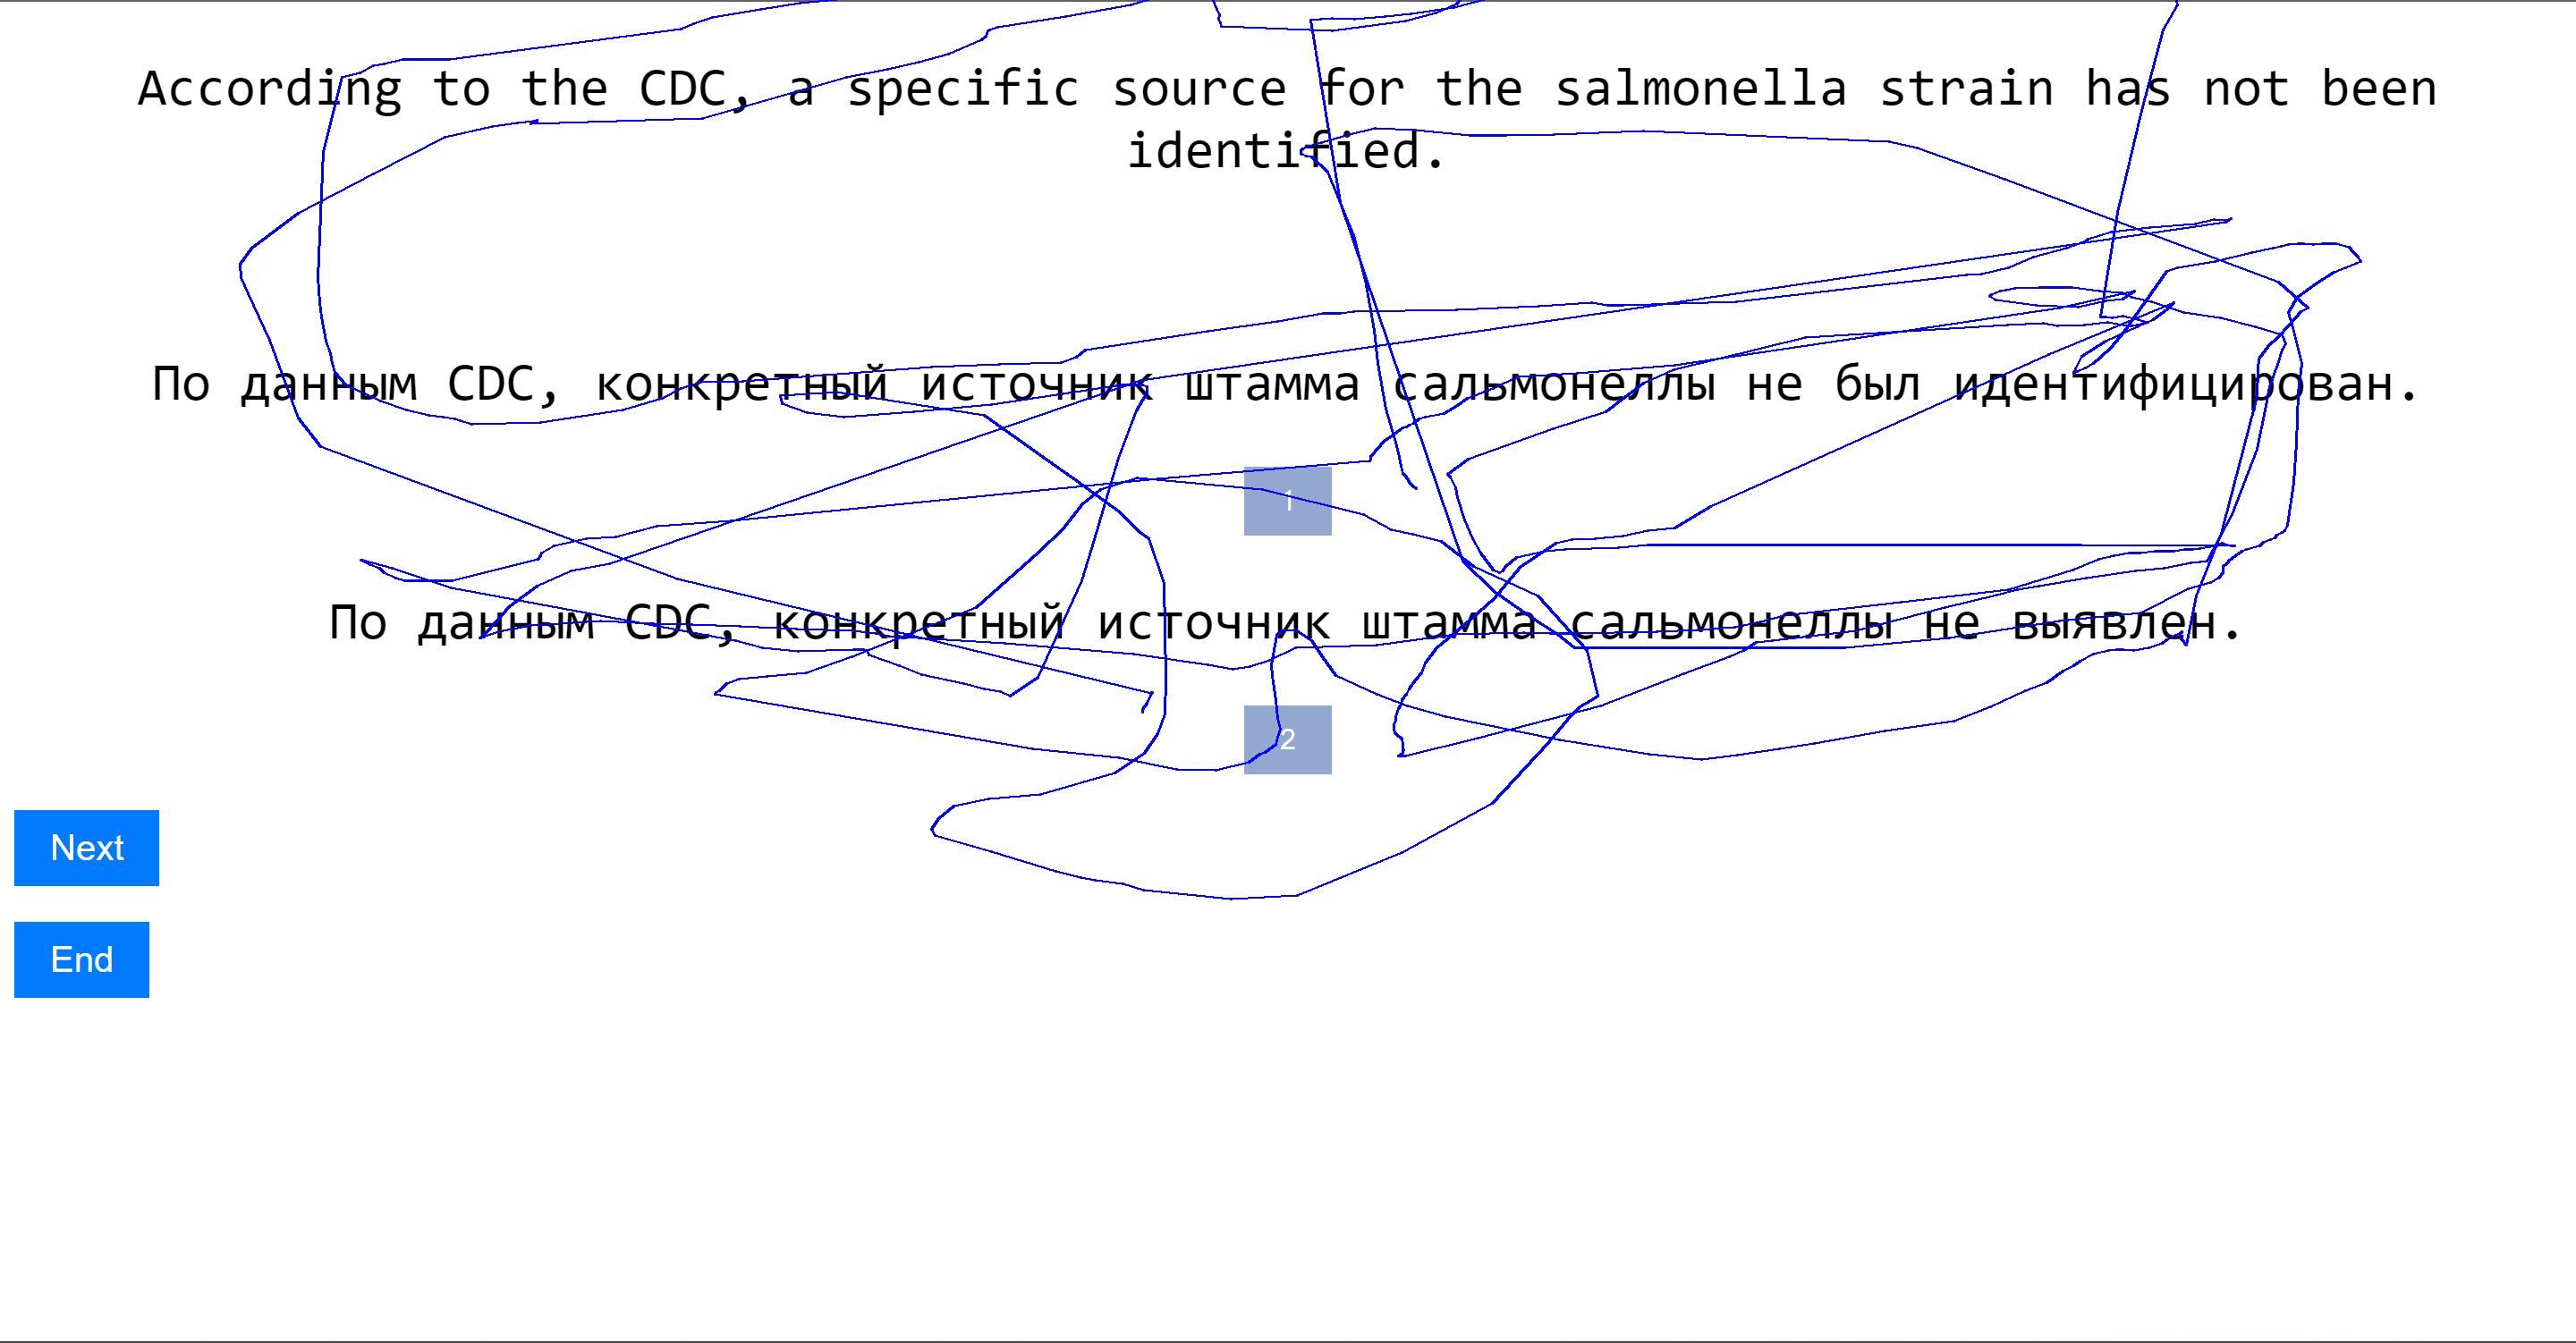 According to the CDC, a specific source for the salmonella strain has not been
identified.
По данным CDC, конкретный источник штамма сальмонеллы не был идентифицирован.
1
По данным CDC, конкретный источник штамма сальмонеллы не выявлен.
2
Next
End